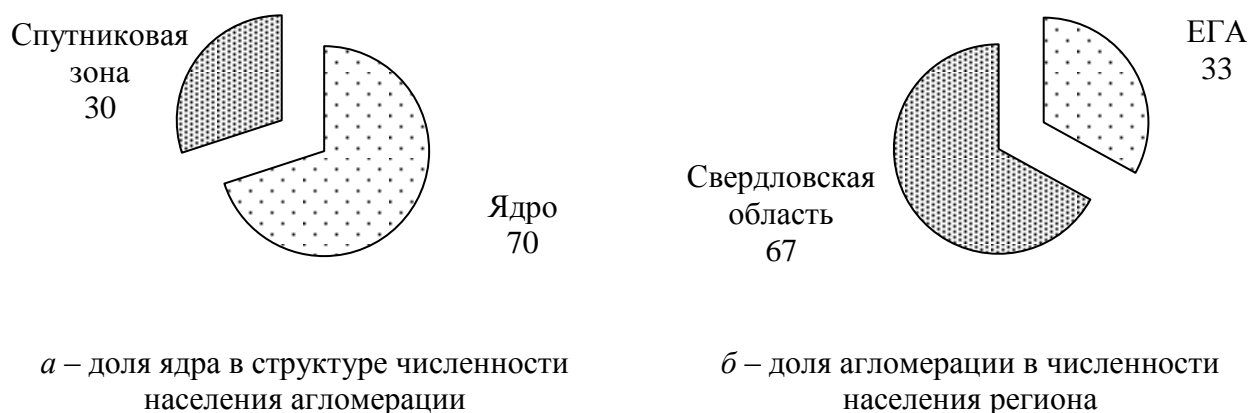 Спутниковая
зона
30
Ядро
70
ЕГА
33
Свердловская
область
67
а – доля ядра в структуре численности
населения агломерации
б – доля агломерации в численности
населения региона